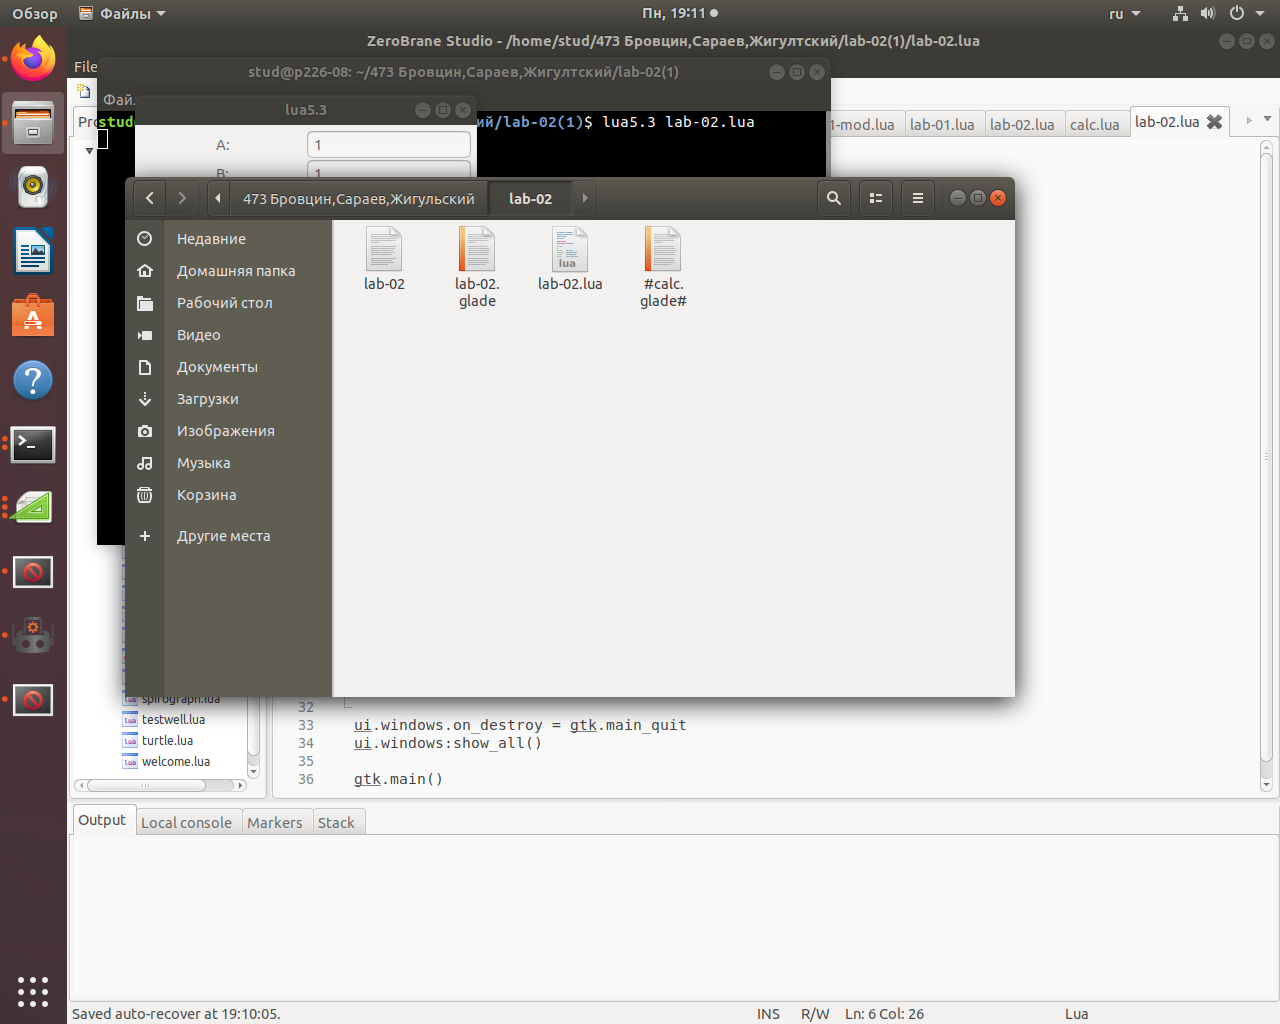 Обзор Файлы Пн, 19:11 ru
ZeroBrane Studio - /home/stud/473 Бровцин,Сараев,Жигултский/lab-02(1)/lab-02.lua
File
stud@p226-08: ~/473 Бровцин,Сараев,Жигултский/lab-02(1)
lua5.3
ский/lab-02(1)$ lua5.3 lab-02.lua
1-mod.lua lab-01.lua lab-02.lua calc.lua lab-02.lua
A: 1
B: 1
473 Бровцин,Сараев,Жигульский lab-02
Недавние
Домашняя папка
Рабочий стол
Видео
Документы
Загрузки
Изображения
Музыка
Корзина
Другие места
lab-02
lab-02.
glade
lab-02.lua
#calc.
glade#
spirograph.lua
testwell.lua
turtle.lua
welcome.lua
32
33 ui.windows.on_destroy = gtk.main_quit
34 ui.windows:show_all()
35
36 gtk.main()
Output Local console Markers Stack
Saved auto-recover at 19:10:05. INS R/W Ln: 6 Col: 26 Lua